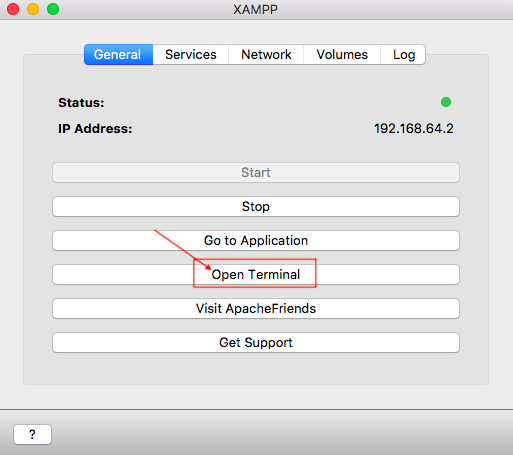 XAMPP
General Services Network Volumes Log
Status:
IP Address: 192.168.64.2
Start
Stop
Go to Application
Open Terminal
Visit ApacheFriends
Get Support
?